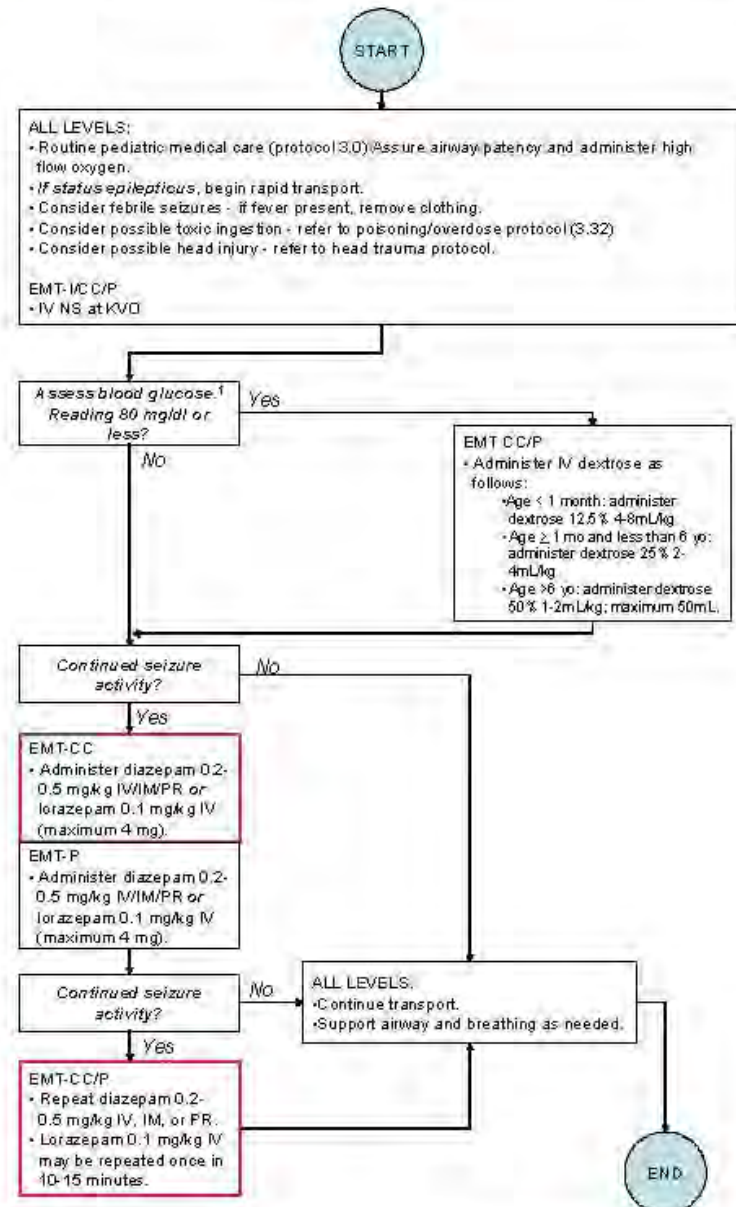 START
ALL LEVELS:
• Routine pediatric medical care (protocol 3.0) Assure airway patency and administer high
flow oxygen.
• If status epilepticus, begin rapid transport.
• Consider febrile seizures - if fever present, remove clothing.
• Consider possible toxic ingestion - refer to poisoning/overdose protocol (3.32)
• Consider possible head injury - refer to head trauma protocol.
EMT-I/CC/P
• IV NS at KVO
Assess blood glucose.¹
Reading 80 mg/dl or
less?
Yes
No
EMT CC/P
• Administer IV dextrose as
follows:
•Age < 1 month: administer
dextrose 12.5% 4-8mL/kg
•Age ≥ 1 mo and less than 6 yo:
administer dextrose 25% 2-
4mL/kg
•Age >6 yo: administer dextrose
50% 1-2mL/kg; maximum 50mL.
Continued seizure
activity?
No
Yes
EMT-CC
• Administer diazepam 0.2-
0.5 mg/kg IV/IM/PR or
lorazepam 0.1 mg/kg IV
(maximum 4 mg).
EMT-P
• Administer diazepam 0.2-
0.5 mg/kg IV/IM/PR or
lorazepam 0.1 mg/kg IV
(maximum 4 mg).
Continued seizure
activity?
No
Yes
ALL LEVELS.
•Continue transport.
•Support airway and breathing as needed.
EMT-CC/P
• Repeat diazepam 0.2-
0.5 mg/kg IV, IM, or PR.
• Lorazepam 0.1 mg/kg IV
may be repeated once in
10-15 minutes.
END